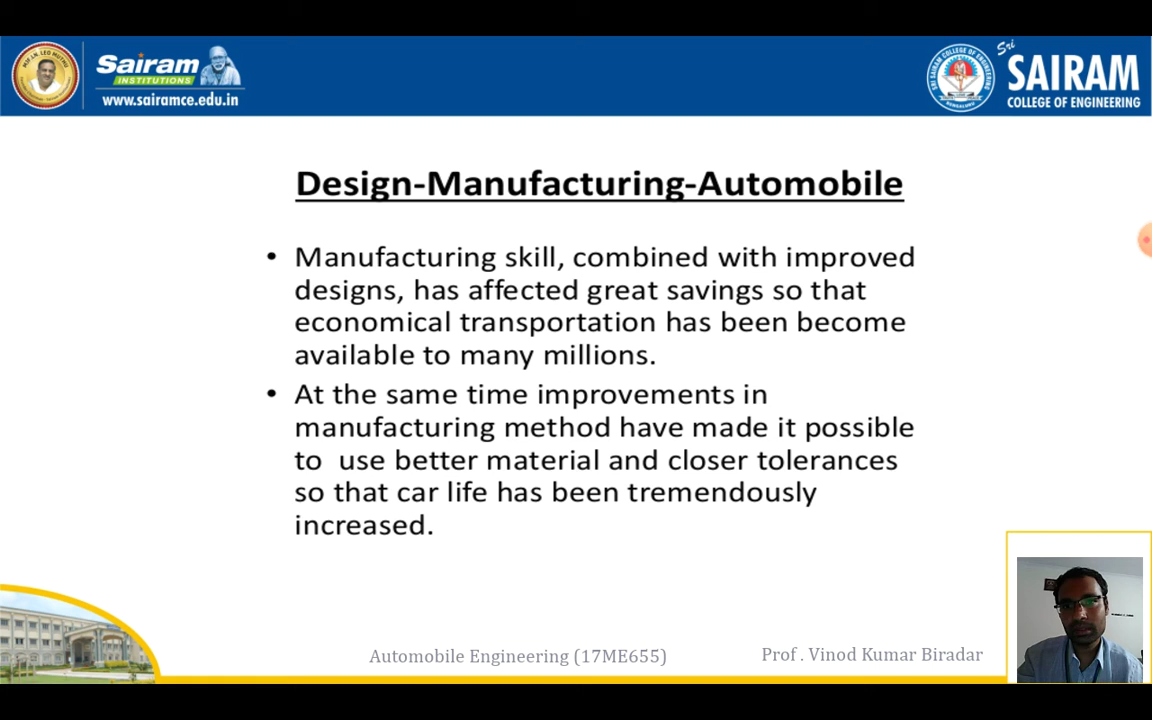 Sairam
INSTITUTIONS
www.sairamce.edu.in
Sri
SAIRAM
COLLEGE OF ENGINEERING
Design-Manufacturing-Automobile
• Manufacturing skill, combined with improved
designs, has affected great savings so that
economical transportation has been become
available to many millions.
• At the same time improvements in
manufacturing method have made it possible
to use better material and closer tolerances
so that car life has been tremendously
increased.
Automobile Engineering (17ME655)
Prof . Vinod Kumar Biradar